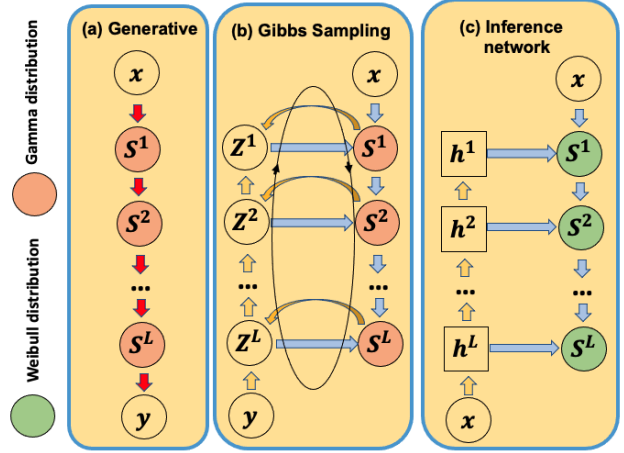 Gamma distribution
Weibull distribution
(a) Generative
x
S¹
S²
...
Sᴸ
y
(b) Gibbs Sampling
x
Z¹ S¹
Z² S²
... ...
Zᴸ Sᴸ
y
(c) Inference
network
x
h¹ S¹
h² S²
... ...
hᴸ Sᴸ
x